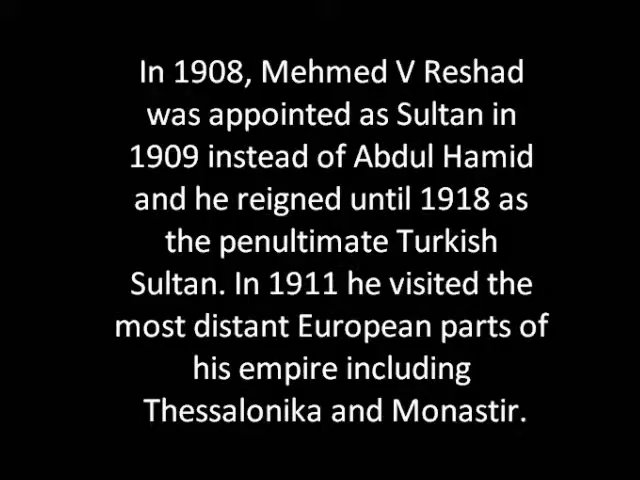 In 1908, Mehmed V Reshad
was appointed as Sultan in
1909 instead of Abdul Hamid
and he reigned until 1918 as
the penultimate Turkish
Sultan. In 1911 he visited the
most distant European parts of
his empire including
Thessalonika and Monastir.